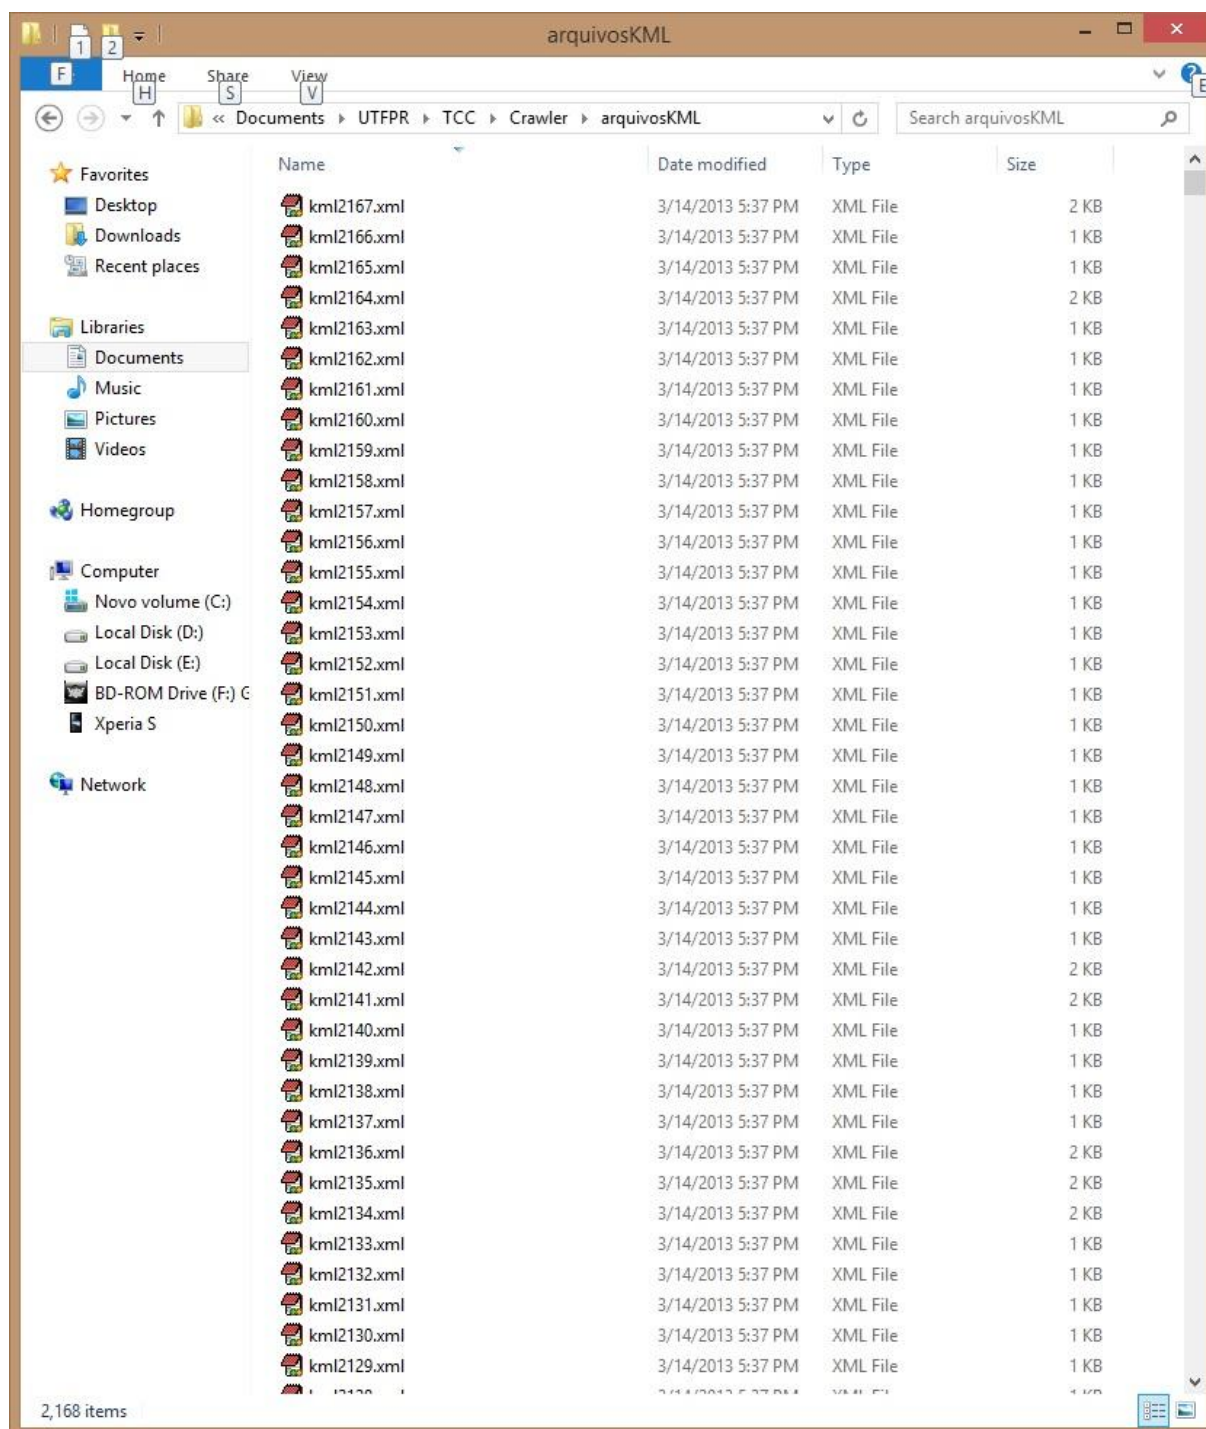 1 2 arquivosKML
F Home Share View
H S V E
« Documents UTFPR TCC Crawler arquivosKML Search arquivosKML
Name Date modified Type Size
Favorites
Desktop kml2167.xml 3/14/2013 5:37 PM XML File 2 KB
Downloads kml2166.xml 3/14/2013 5:37 PM XML File 1 KB
Recent places kml2165.xml 3/14/2013 5:37 PM XML File 1 KB
kml2164.xml 3/14/2013 5:37 PM XML File 2 KB
Libraries kml2163.xml 3/14/2013 5:37 PM XML File 1 KB
Documents kml2162.xml 3/14/2013 5:37 PM XML File 1 KB
Music kml2161.xml 3/14/2013 5:37 PM XML File 1 KB
Pictures kml2160.xml 3/14/2013 5:37 PM XML File 1 KB
Videos kml2159.xml 3/14/2013 5:37 PM XML File 1 KB
kml2158.xml 3/14/2013 5:37 PM XML File 1 KB
Homegroup kml2157.xml 3/14/2013 5:37 PM XML File 1 KB
kml2156.xml 3/14/2013 5:37 PM XML File 1 KB
Computer kml2155.xml 3/14/2013 5:37 PM XML File 1 KB
Novo volume (C:) kml2154.xml 3/14/2013 5:37 PM XML File 1 KB
Local Disk (D:) kml2153.xml 3/14/2013 5:37 PM XML File 1 KB
Local Disk (E:) kml2152.xml 3/14/2013 5:37 PM XML File 1 KB
BD-ROM Drive (F:) G kml2151.xml 3/14/2013 5:37 PM XML File 1 KB
Xperia S kml2150.xml 3/14/2013 5:37 PM XML File 1 KB
kml2149.xml 3/14/2013 5:37 PM XML File 1 KB
Network kml2148.xml 3/14/2013 5:37 PM XML File 1 KB
kml2147.xml 3/14/2013 5:37 PM XML File 1 KB
kml2146.xml 3/14/2013 5:37 PM XML File 1 KB
kml2145.xml 3/14/2013 5:37 PM XML File 1 KB
kml2144.xml 3/14/2013 5:37 PM XML File 1 KB
kml2143.xml 3/14/2013 5:37 PM XML File 1 KB
kml2142.xml 3/14/2013 5:37 PM XML File 2 KB
kml2141.xml 3/14/2013 5:37 PM XML File 2 KB
kml2140.xml 3/14/2013 5:37 PM XML File 1 KB
kml2139.xml 3/14/2013 5:37 PM XML File 1 KB
kml2138.xml 3/14/2013 5:37 PM XML File 1 KB
kml2137.xml 3/14/2013 5:37 PM XML File 1 KB
kml2136.xml 3/14/2013 5:37 PM XML File 2 KB
kml2135.xml 3/14/2013 5:37 PM XML File 2 KB
kml2134.xml 3/14/2013 5:37 PM XML File 2 KB
kml2133.xml 3/14/2013 5:37 PM XML File 1 KB
kml2132.xml 3/14/2013 5:37 PM XML File 1 KB
kml2131.xml 3/14/2013 5:37 PM XML File 1 KB
kml2130.xml 3/14/2013 5:37 PM XML File 1 KB
kml2129.xml 3/14/2013 5:37 PM XML File 1 KB
2,168 items